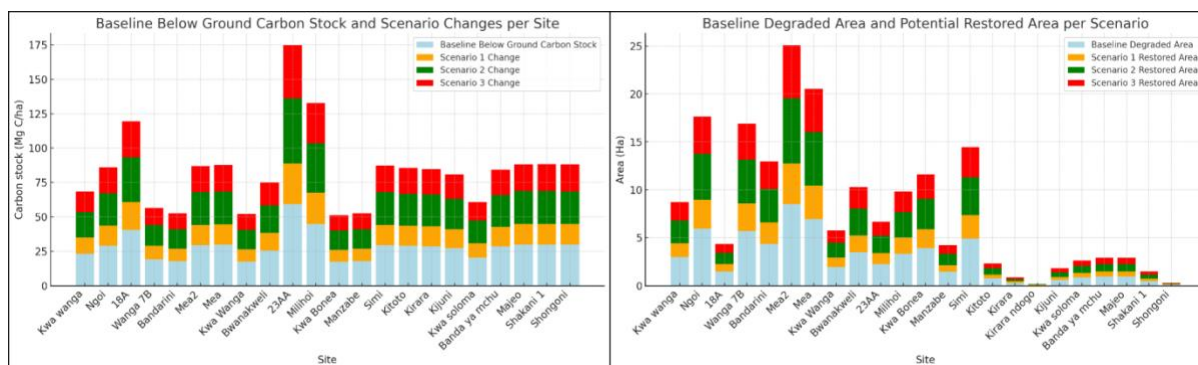 Baseline Below Ground Carbon Stock and Scenario Changes per Site
Baseline Below Ground Carbon Stock
Scenario 1 Change
Scenario 2 Change
Scenario 3 Change
Carbon stock (Mg C/ha)
175
150
125
100
75
50
25
0
Kwa wanga
Ngoi
18A
Wanga 7B
Bandarini
Mea2
Mea
Kwa Wanga
Bwanakweli
23AA
Milihoi
Kwa Bonea
Manzabe
Simi
Kitoto
Kirara
Kijuni
Kwa soloma
Banda ya mchu
Majeo
Shakani 1
Shongoni
Site
Baseline Degraded Area and Potential Restored Area per Scenario
Baseline Degraded Area
Scenario 1 Restored Area
Scenario 2 Restored Area
Scenario 3 Restored Area
Area (Ha)
25
20
15
10
5
0
Kwa wanga
Ngoi
18A
Wanga 7B
Bandarini
Mea2
Mea
Kwa Wanga
Bwanakweli
23AA
Milihoi
Kwa Bonea
Manzabe
Simi
Kitoto
Kirara
Kirara ndogo
Kijuni
Kwa soloma
Banda ya mchu
Majeo
Shakani 1
Shongoni
Site